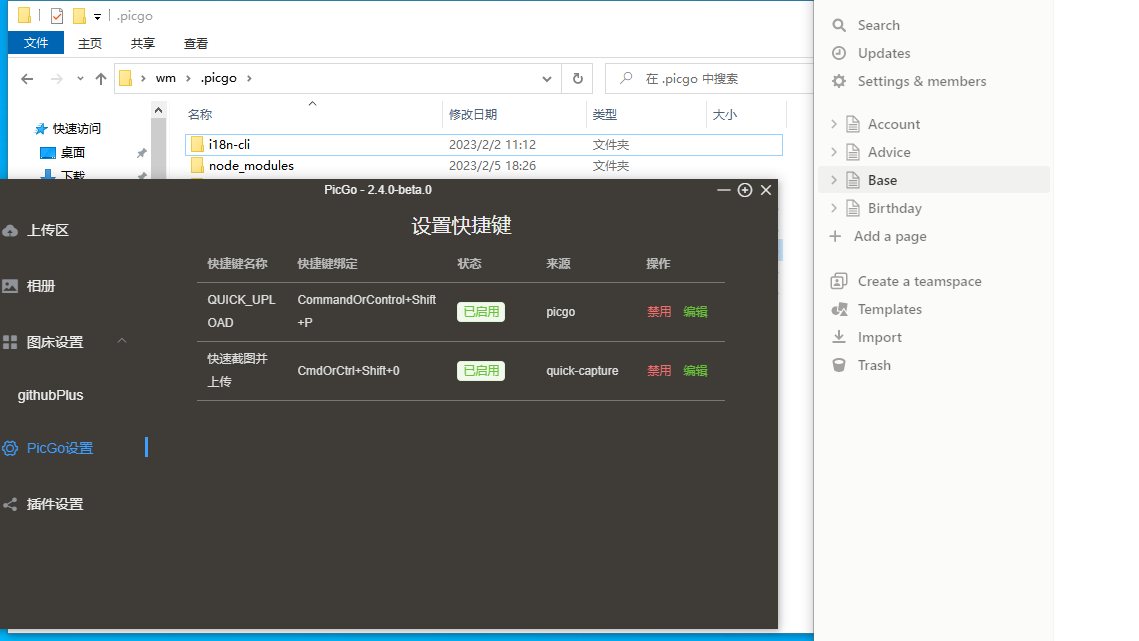 .picgo
文件 主页 共享 查看
wm .picgo 在 .picgo 中搜索
名称 修改日期 类型 大小
快速访问
桌面
下载
i18n-cli 2023/2/2 11:12 文件夹
node_modules 2023/2/5 18:26 文件夹
PicGo - 2.4.0-beta.0
上传区
相册
图床设置
githubPlus
PicGo设置
插件设置
设置快捷键
快捷键名称 快捷键绑定 状态 来源 操作
QUICK_UPL
OAD
CommandOrControl+Shift
+P
已启用 picgo 禁用 编辑
快速截图并
上传
CmdOrCtrl+Shift+0 已启用 quick-capture 禁用 编辑
Search
Updates
Settings & members
Account
Advice
Base
Birthday
Add a page
Create a teamspace
Templates
Import
Trash